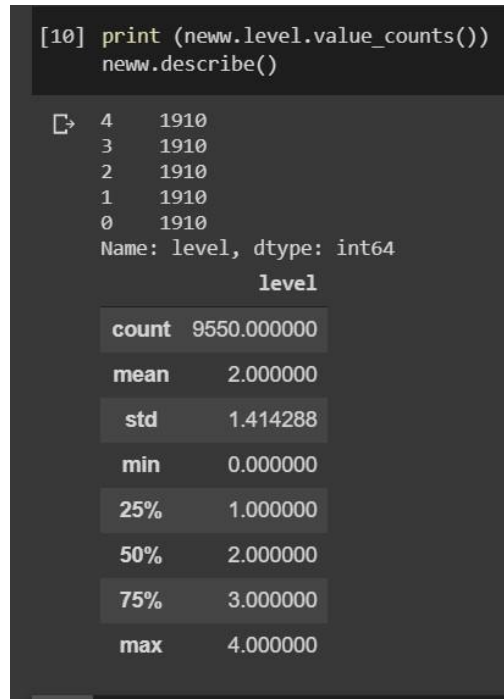 [10] print (neww.level.value_counts())
neww.describe()
4 1910
3 1910
2 1910
1 1910
0 1910
Name: level, dtype: int64
level
count 9550.000000
mean 2.000000
std 1.414288
min 0.000000
25% 1.000000
50% 2.000000
75% 3.000000
max 4.000000